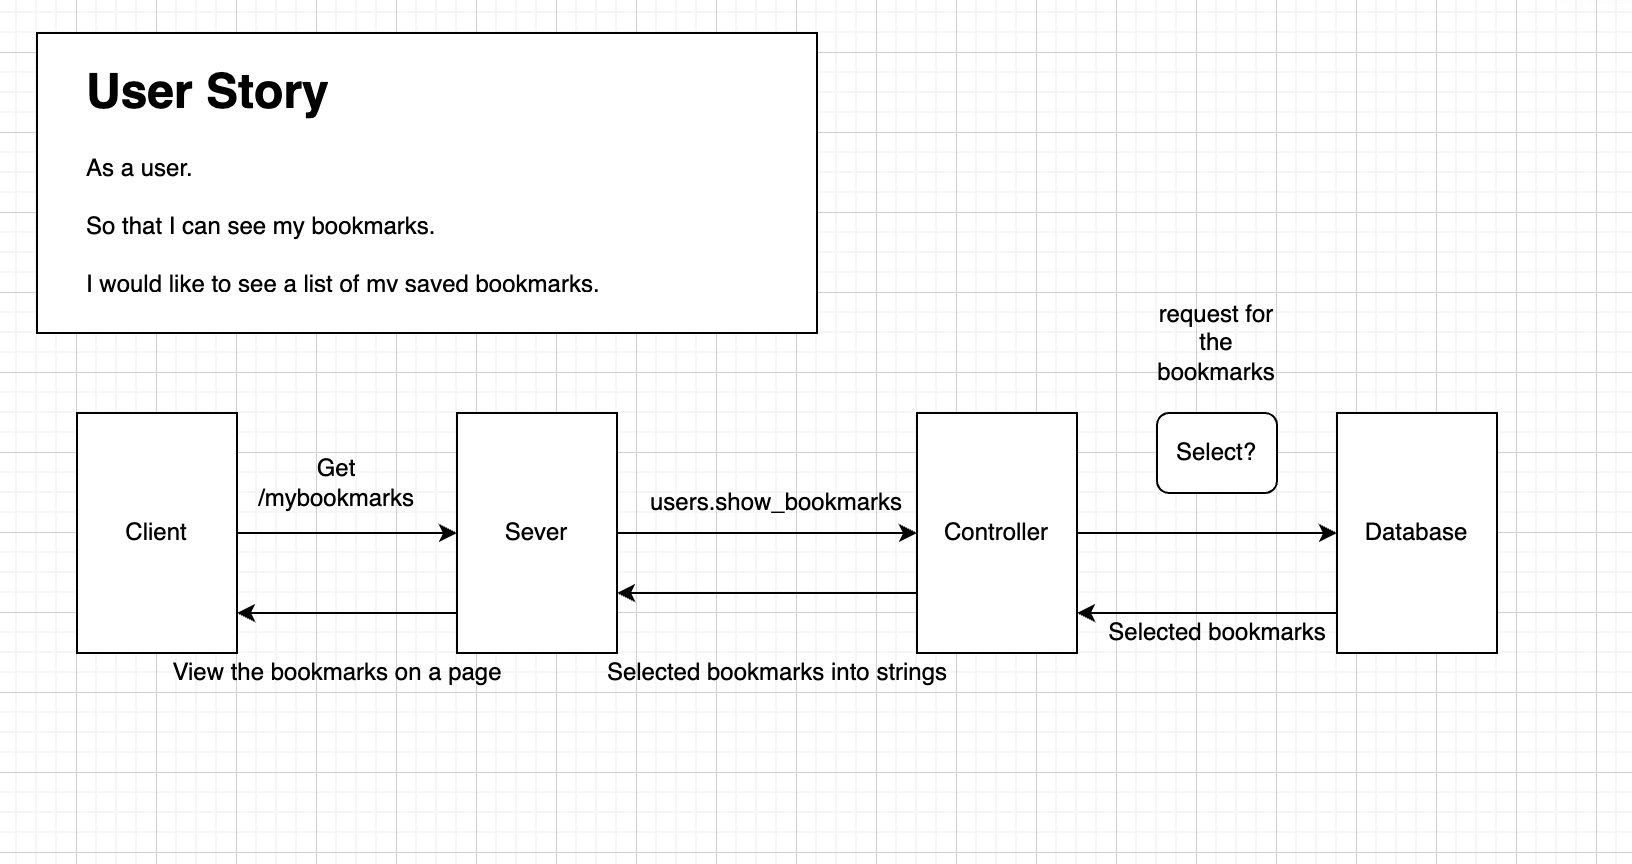 User Story
As a user.
So that I can see my bookmarks.
I would like to see a list of mv saved bookmarks.
request for
the
bookmarks
Select?
Get
/mybookmarks
users.show_bookmarks
Client
Sever
Controller
Database
Selected bookmarks
View the bookmarks on a page
Selected bookmarks into strings